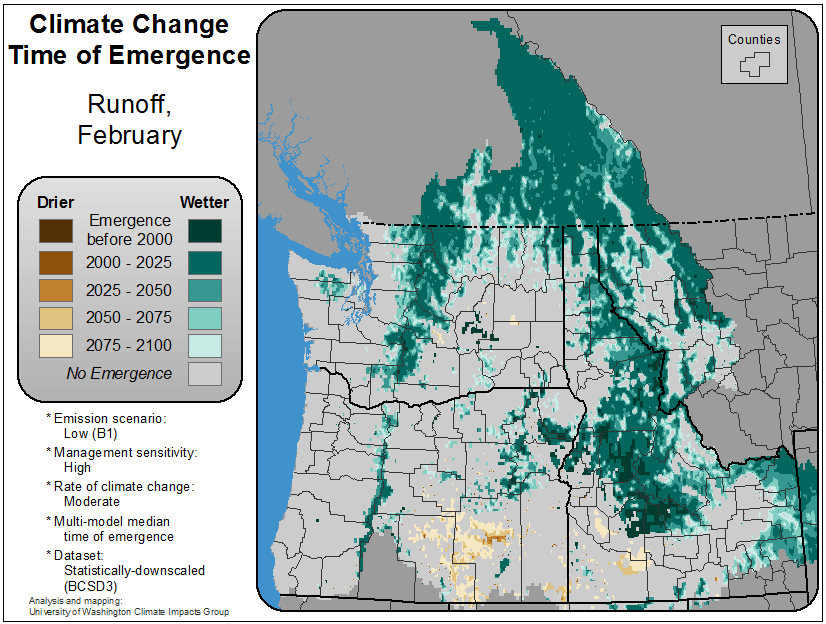 Climate Change
Time of Emergence
Runoff,
February
Drier Wetter
Emergence
before 2000
2000 - 2025
2025 - 2050
2050 - 2075
2075 - 2100
No Emergence
* Emission scenario:
Low (B1)
* Management sensitivity:
High
* Rate of climate change:
Moderate
* Multi-model median
time of emergence
* Dataset:
Statistically-downscaled
(BCSD3)
Analysis and mapping:
University of Washington Climate Impacts Group
Counties